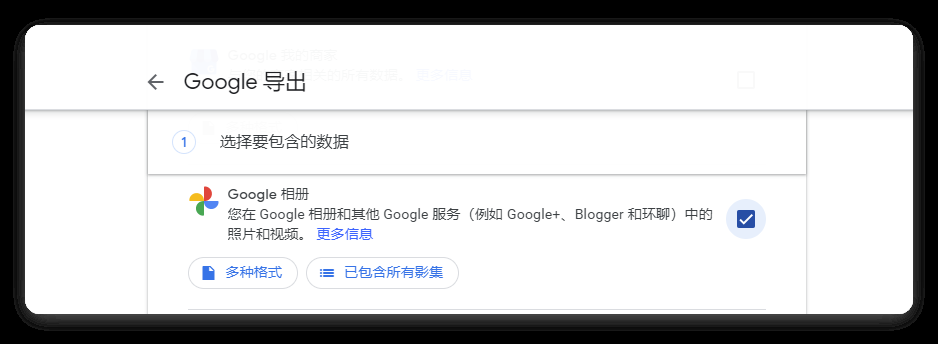 Google 导出
1 选择要包含的数据
Google 相册
您在 Google 相册和其他 Google 服务（例如 Google+、Blogger 和环聊）中的
照片和视频。 更多信息
多种格式 已包含所有影集